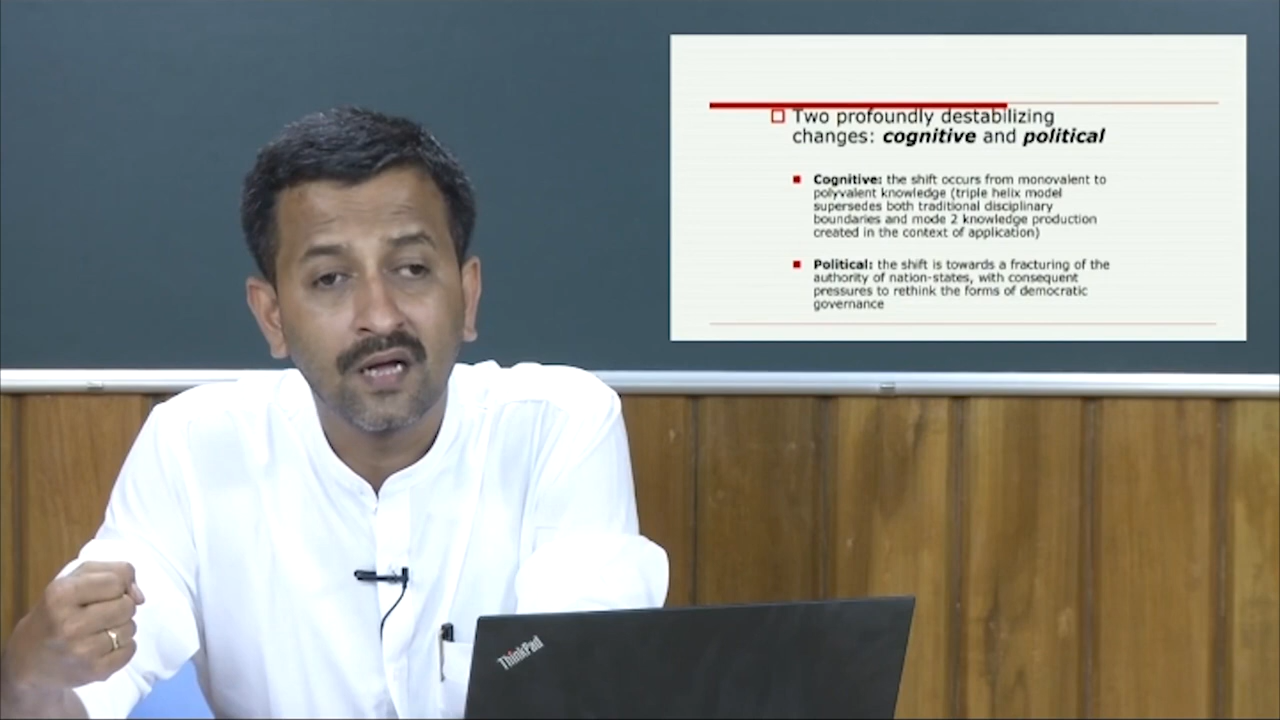 Two profoundly destabilizing
changes: cognitive and political
Cognitive: the shift occurs from monovalent to
polyvalent knowledge (triple helix model
supersedes both traditional disciplinary
boundaries and mode 2 knowledge production
created in the context of application)
Political: the shift is towards a fracturing of the
authority of nation-states, with consequent
pressures to rethink the forms of democratic
governance
ThinkPad